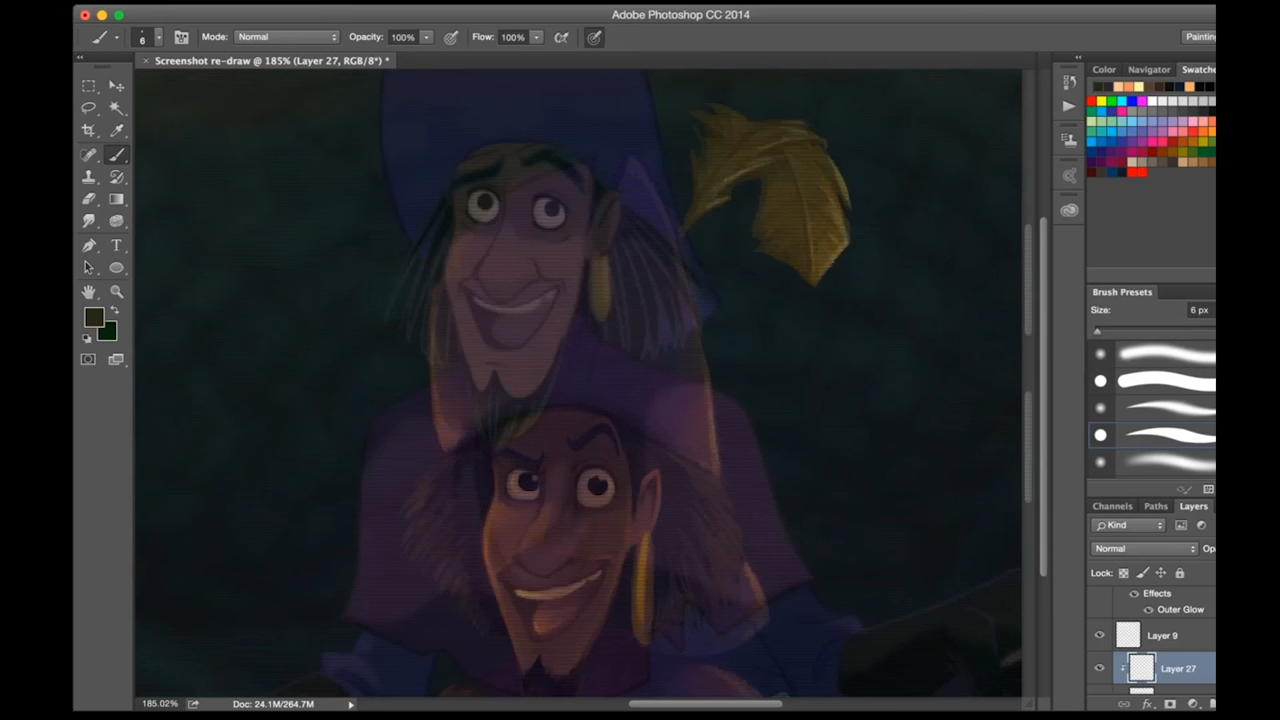 Adobe Photoshop CC 2014
6 Mode: Normal Opacity: 100% Flow: 100% Painting
× Screenshot re-draw @ 185% (Layer 27, RGB/8*) *
Color Navigator Swatches
Brush Presets
Size: 6 px
Channels Paths Layers
Kind
Normal Op
Lock:
Effects
Outer Glow
Layer 9
Layer 27
185.02% Doc: 24.1M/264.7M